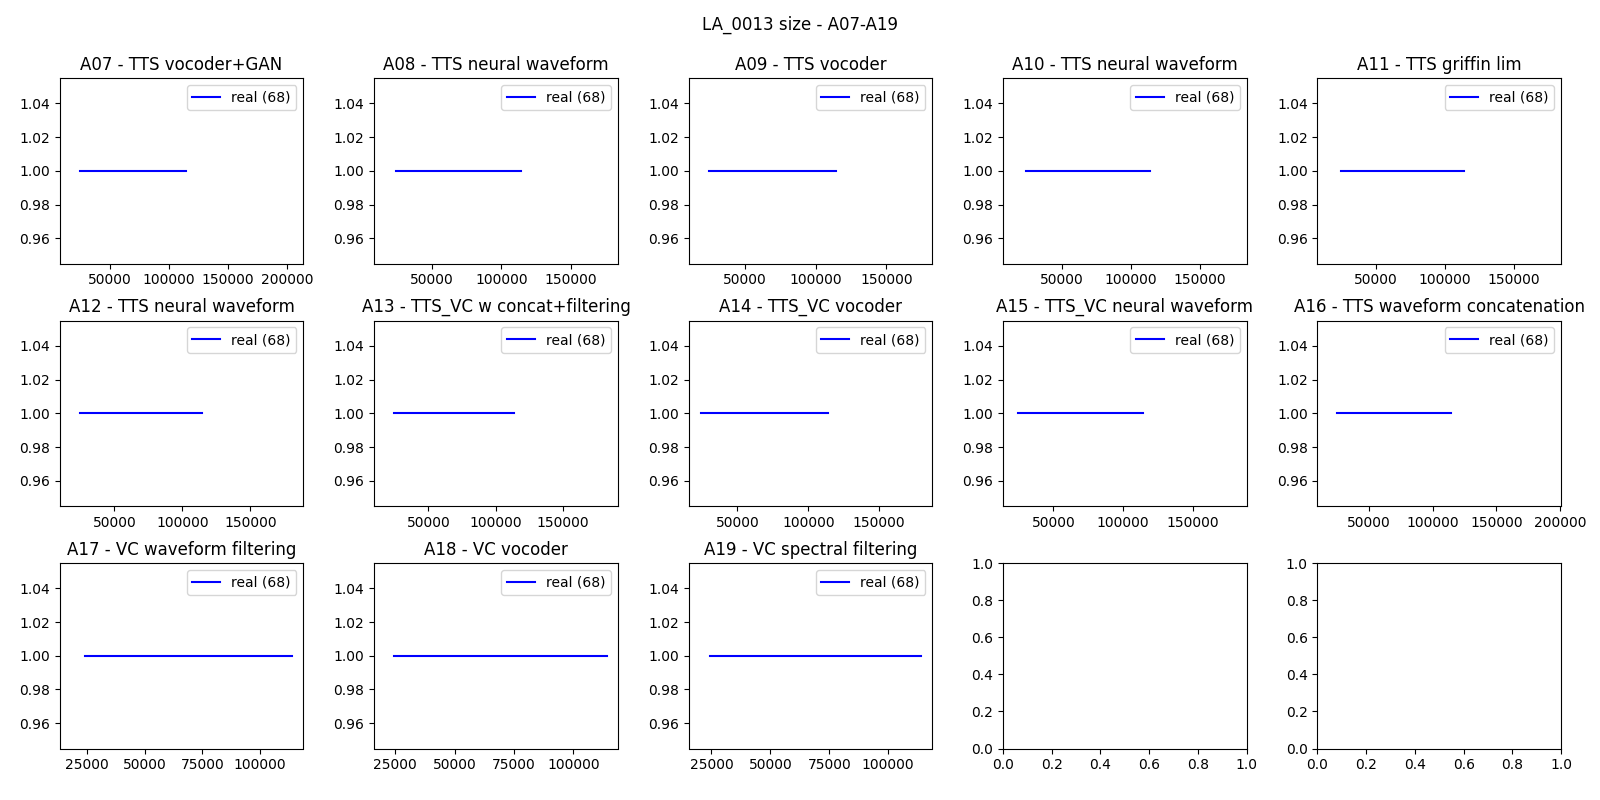 LA_0013 size - A07-A19
A07 - TTS vocoder+GAN
A08 - TTS neural waveform
A09 - TTS vocoder
A10 - TTS neural waveform
A11 - TTS griffin lim
real (68)
real (68)
real (68)
real (68)
real (68)
1.04
1.02
1.00
0.98
0.96
1.04
1.02
1.00
0.98
0.96
1.04
1.02
1.00
0.98
0.96
1.04
1.02
1.00
0.98
0.96
1.04
1.02
1.00
0.98
0.96
50000 100000 150000 200000
50000 100000 150000
50000 100000 150000
50000 100000 150000
50000 100000 150000
A12 - TTS neural waveform
A13 - TTS_VC w concat+filtering
A14 - TTS_VC vocoder
A15 - TTS_VC neural waveform
A16 - TTS waveform concatenation
real (68)
real (68)
real (68)
real (68)
real (68)
1.04
1.02
1.00
0.98
0.96
1.04
1.02
1.00
0.98
0.96
1.04
1.02
1.00
0.98
0.96
1.04
1.02
1.00
0.98
0.96
1.04
1.02
1.00
0.98
0.96
50000 100000 150000
50000 100000 150000
50000 100000 150000
50000 100000 150000
50000 100000 150000 200000
A17 - VC waveform filtering
A18 - VC vocoder
A19 - VC spectral filtering
real (68)
real (68)
real (68)
1.04
1.02
1.00
0.98
0.96
1.04
1.02
1.00
0.98
0.96
1.04
1.02
1.00
0.98
0.96
1.0
0.8
0.6
0.4
0.2
0.0
1.0
0.8
0.6
0.4
0.2
0.0
25000 50000 75000 100000
25000 50000 75000 100000
25000 50000 75000 100000
0.0 0.2 0.4 0.6 0.8 1.0
0.0 0.2 0.4 0.6 0.8 1.0